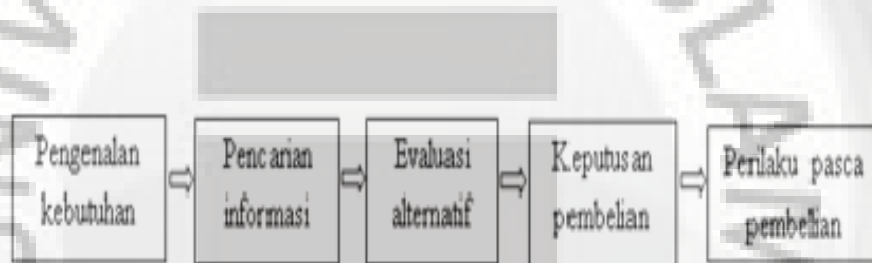 Pengenalan
kebutuhan
Pencarian
informasi
Evaluasi
alternatif
Keputusan
pembelian
Perilaku pasca
pembelian